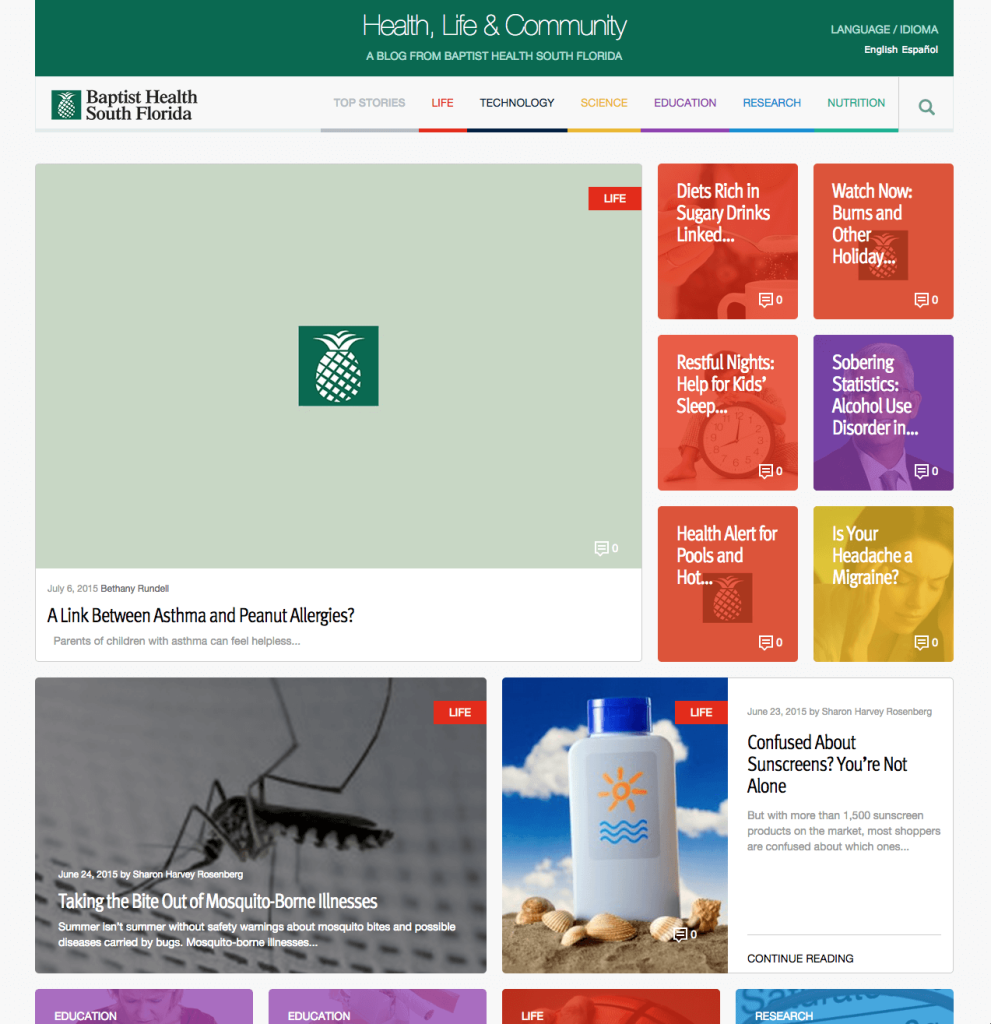 Health, Life & Community
A BLOG FROM BAPTIST HEALTH SOUTH FLORIDA
LANGUAGE / IDIOMA
English Español
Baptist Health
South Florida
TOP STORIES
LIFE
TECHNOLOGY
SCIENCE
EDUCATION
RESEARCH
NUTRITION
LIFE
0
July 6, 2015 Bethany Rundell
A Link Between Asthma and Peanut Allergies?
Parents of children with asthma can feel helpless...
Diets Rich in
Sugary Drinks
Linked...
0
Watch Now:
Burns and
Other
Holiday...
0
Restful Nights:
Help for Kids'
Sleep...
0
Sobering
Statistics:
Alcohol Use
Disorder in...
0
Health Alert for
Pools and
Hot...
0
Is Your
Headache a
Migraine?
0
LIFE
June 24, 2015 by Sharon Harvey Rosenberg
Taking the Bite Out of Mosquito-Borne Illnesses
Summer isn't summer without safety warnings about mosquito bites and possible
diseases carried by bugs. Mosquito-borne illnesses...
LIFE
0
June 23, 2015 by Sharon Harvey Rosenberg
Confused About
Sunscreens? You're Not
Alone
But with more than 1,500 sunscreen
products on the market, most shoppers
are confused about which ones...
CONTINUE READING
EDUCATION
EDUCATION
LIFE
RESEARCH